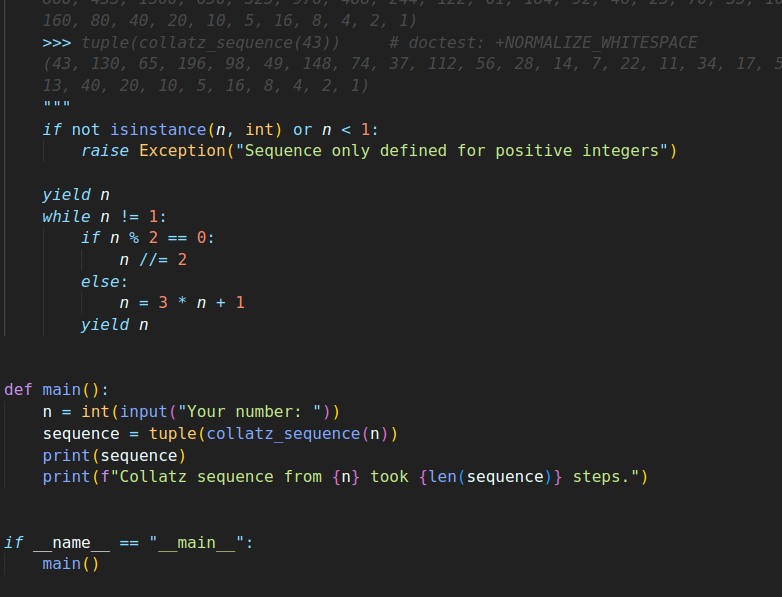 160, 80, 40, 20, 10, 5, 16, 8, 4, 2, 1)
>>> tuple(collatz_sequence(43))     # doctest: +NORMALIZE_WHITESPACE
(43, 130, 65, 196, 98, 49, 148, 74, 37, 112, 56, 28, 14, 7, 22, 11, 34, 17,
13, 40, 20, 10, 5, 16, 8, 4, 2, 1)
"""
if not isinstance(n, int) or n < 1:
raise Exception("Sequence only defined for positive integers")
yield n
while n != 1:
if n % 2 == 0:
n //= 2
else:
n = 3 * n + 1
yield n
def main():
n = int(input("Your number: "))
sequence = tuple(collatz_sequence(n))
print(sequence)
print(f"Collatz sequence from {n} took {len(sequence)} steps.")
if __name__ == "__main__":
main()